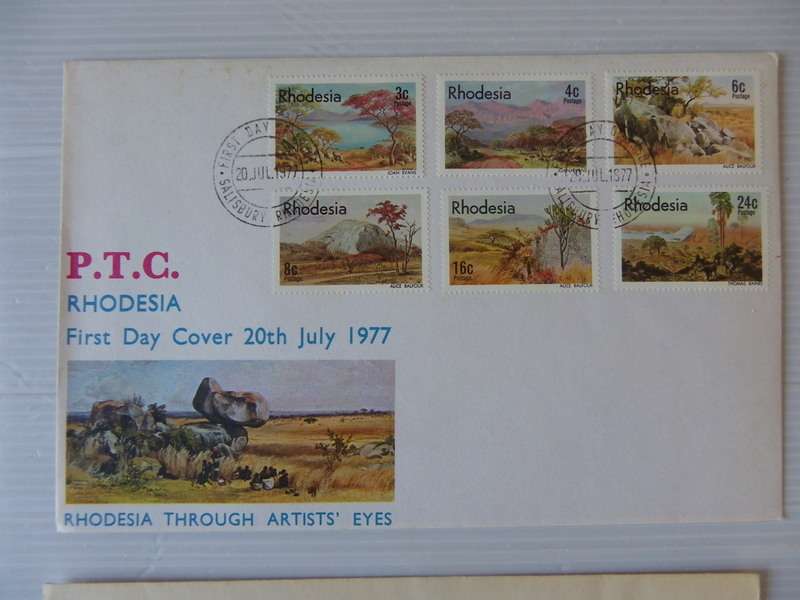 Rhodesia 3c Postage
JOAN EVANS
Rhodesia 4c Postage
Rhodesia 6c Postage
ALICE BALFOUR
Rhodesia
8c Postage
ALICE BALFOUR
Rhodesia
16c Postage
ALICE BALFOUR
Rhodesia 24c Postage
THOMAS BAINES
FIRST DAY
20 JUL 1977
SALISBURY RHODESIA
DAY
20 JUL 1977
P.T.C.
RHODESIA
First Day Cover 20th July 1977
RHODESIA THROUGH ARTISTS' EYES